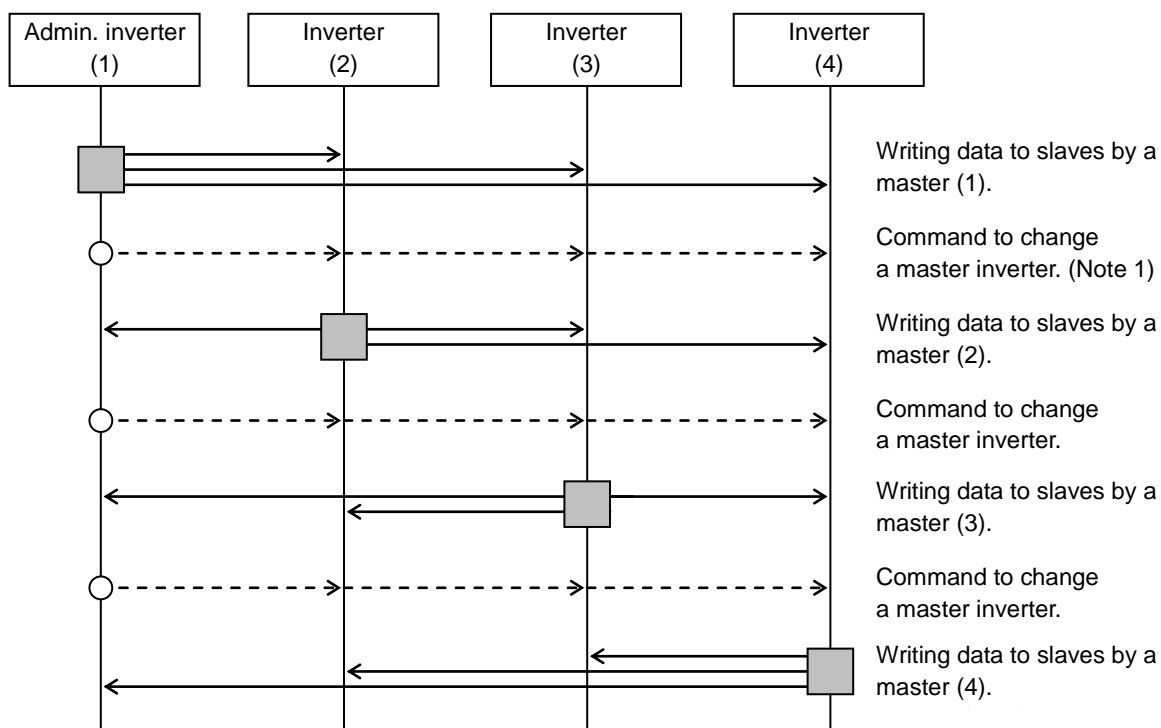 Admin. inverter
(1)
Inverter
(2)
Inverter
(3)
Inverter
(4)
Writing data to slaves by a
master (1).
Command to change
a master inverter. (Note 1)
Writing data to slaves by a
master (2).
Command to change
a master inverter.
Writing data to slaves by a
master (3).
Command to change
a master inverter.
Writing data to slaves by a
master (4).